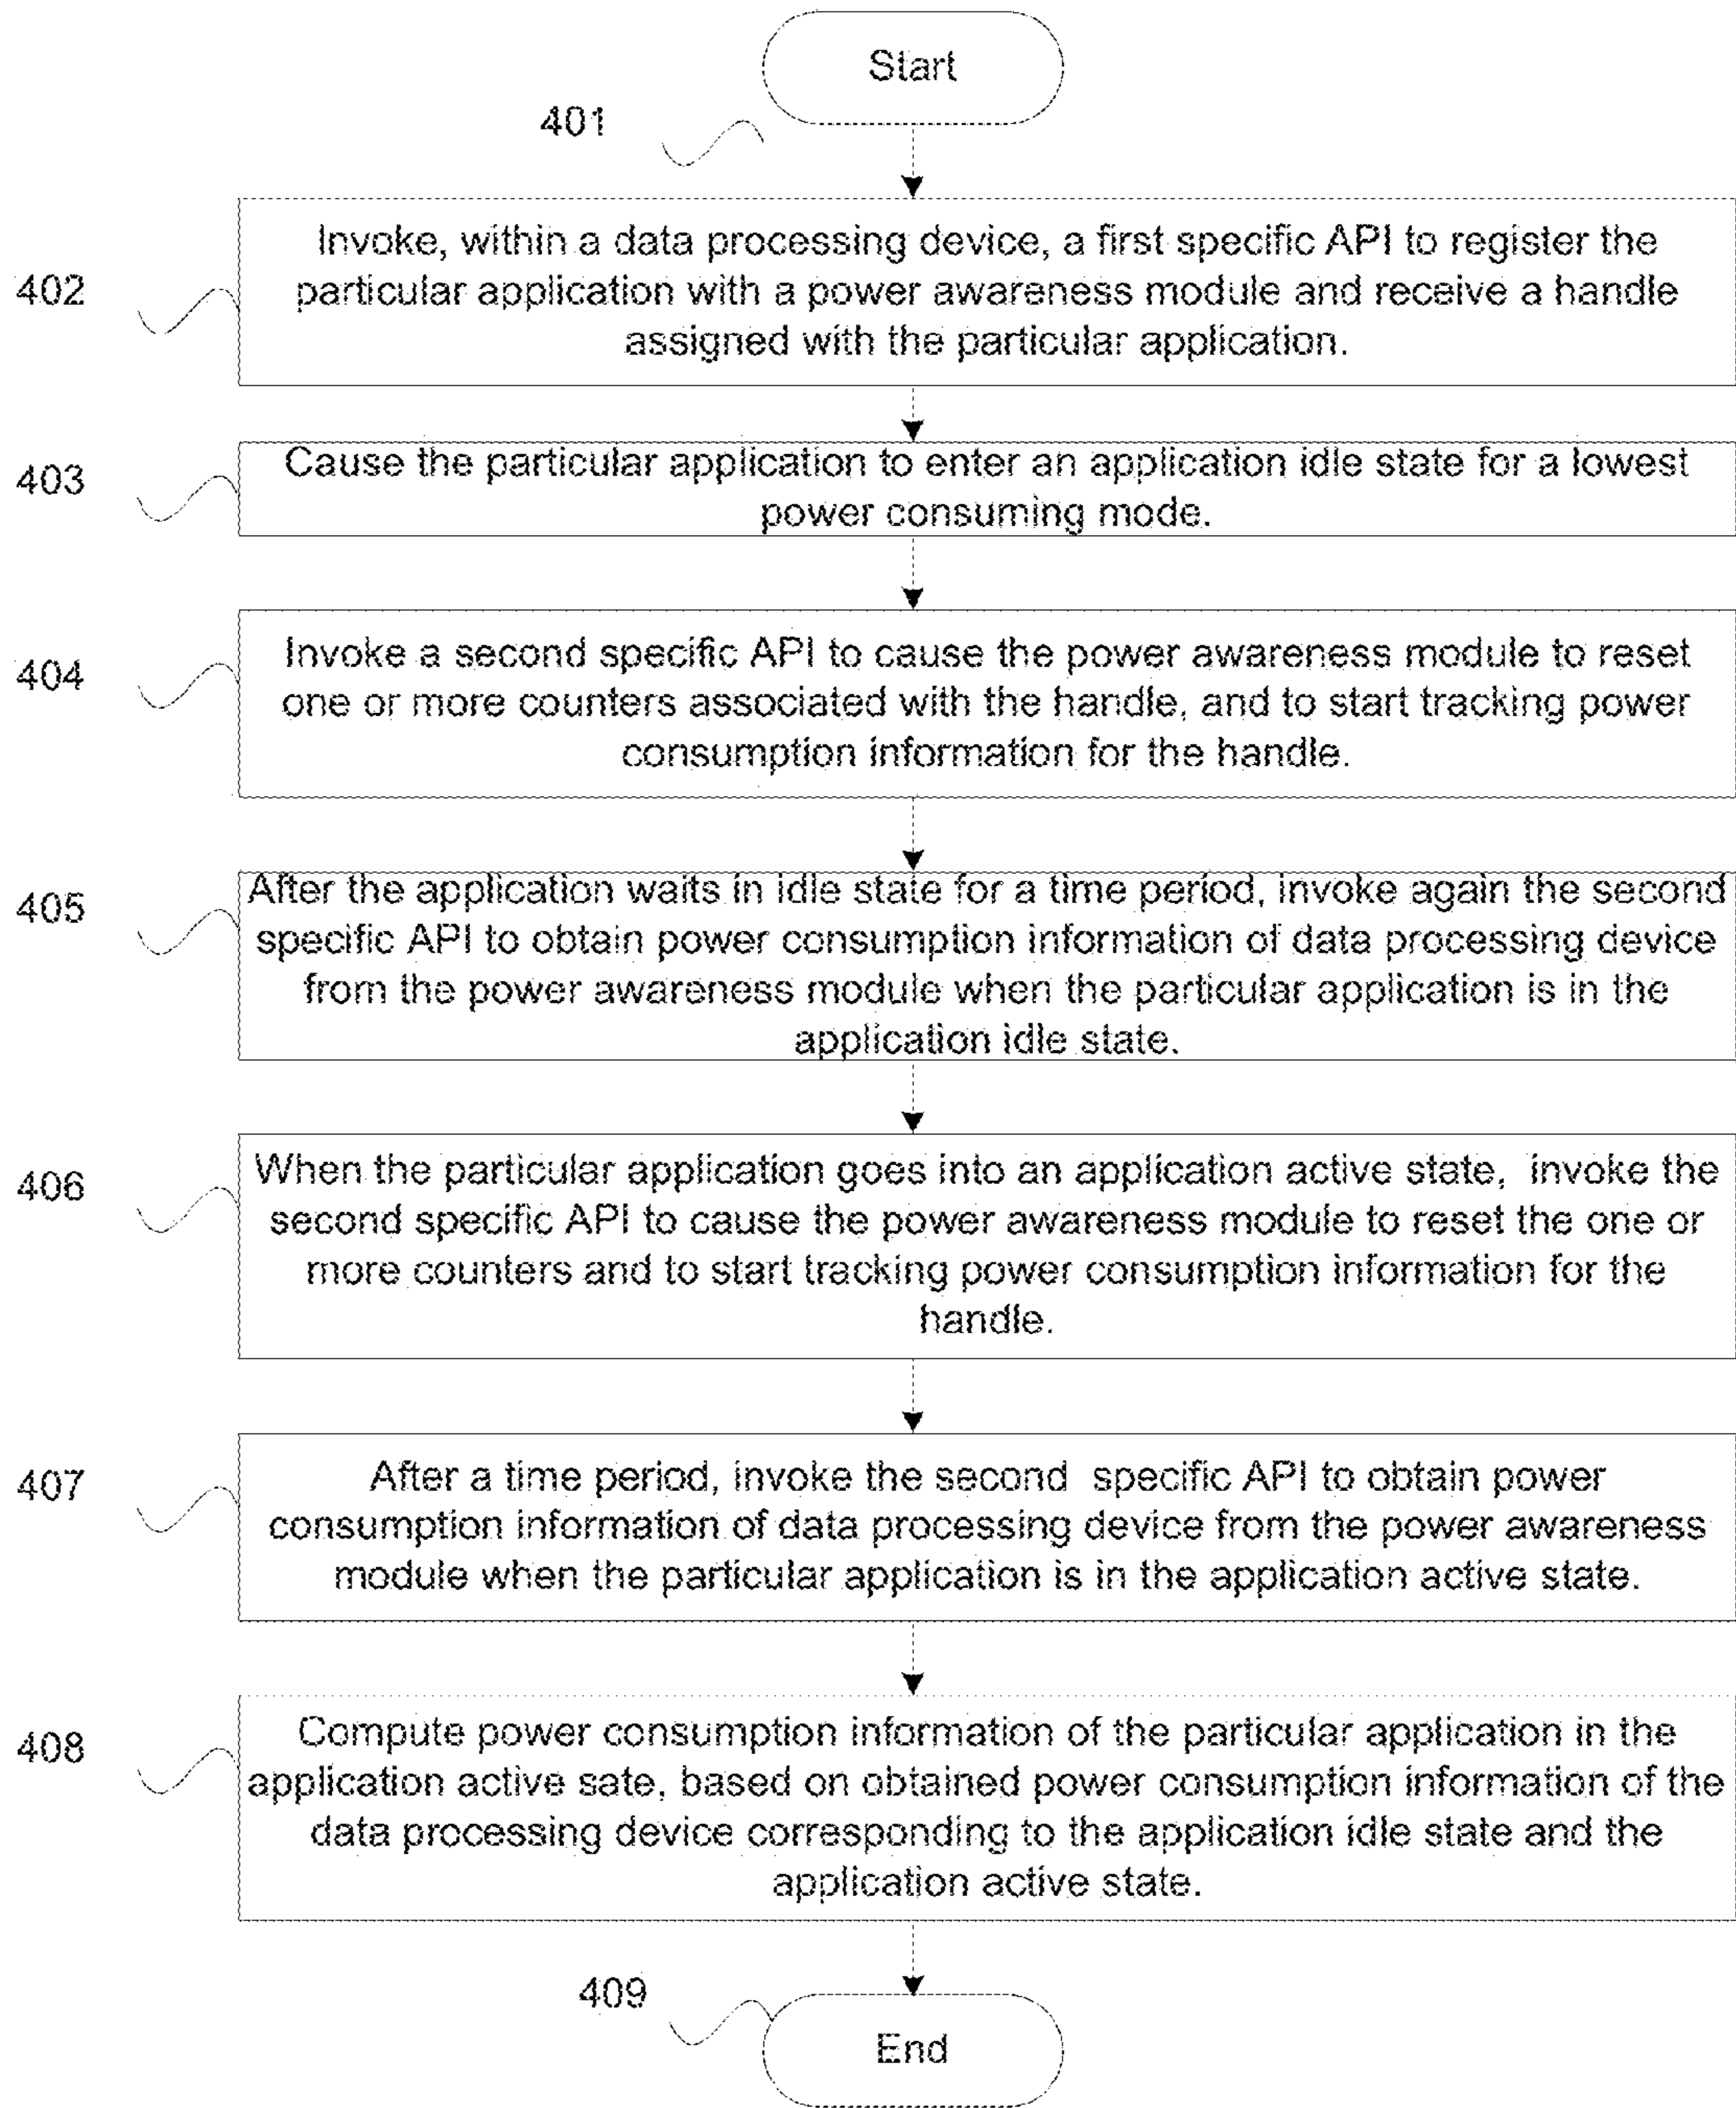 Start
401
402
Invoke, within a data processing device, a first specific API to register the
particular application with a power awareness module and receive a handle
assigned with the particular application.
403
Cause the particular application to enter an application idle state for a lowest
power consuming mode.
404
Invoke a second specific API to cause the power awareness module to reset
one or more counters associated with the handle, and to start tracking power
consumption information for the handle.
405
After the application waits in idle state for a time period, invoke again the second
specific API to obtain power consumption information of data processing device
from the power awareness module when the particular application is in the
application idle state.
406
When the particular application goes into an application active state, invoke the
second specific API to cause the power awareness module to reset the one or
more counters and to start tracking power consumption information for the
handle.
407
After a time period, invoke the second specific API to obtain power
consumption information of data processing device from the power awareness
module when the particular application is in the application active state.
408
Compute power consumption information of the particular application in the
application active sate, based on obtained power consumption information of the
data processing device corresponding to the application idle state and the
application active state.
409
End